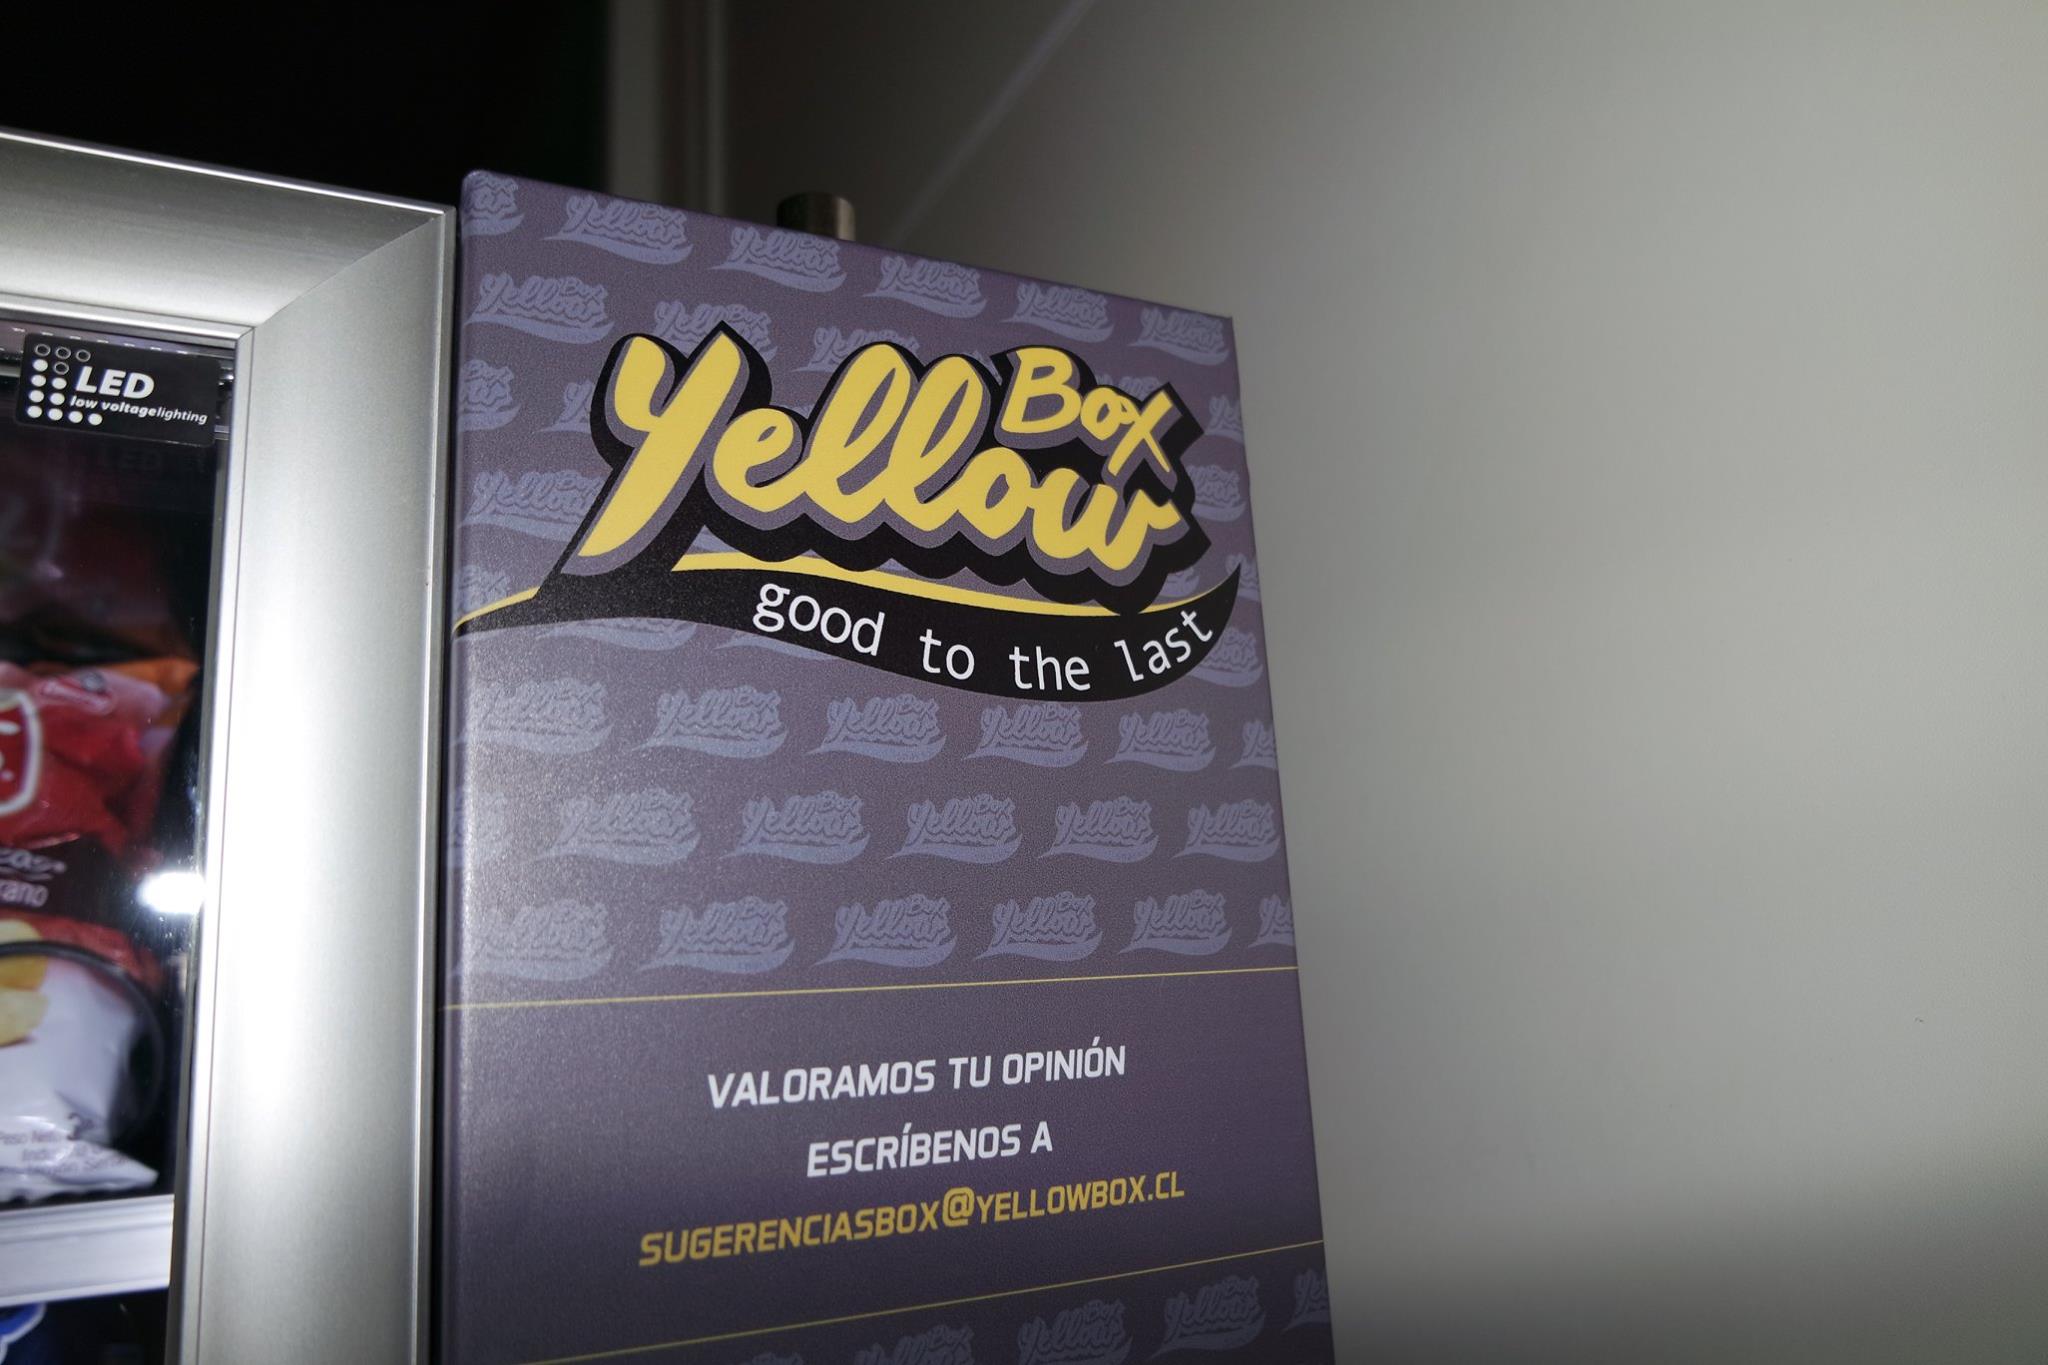 LED
low voltagelighting
Yellow Box
good to the last
VALORAMOS TU OPINIÓN
ESCRÍBENOS A
SUGERENCIASBOX@YELLOWBOX.CL